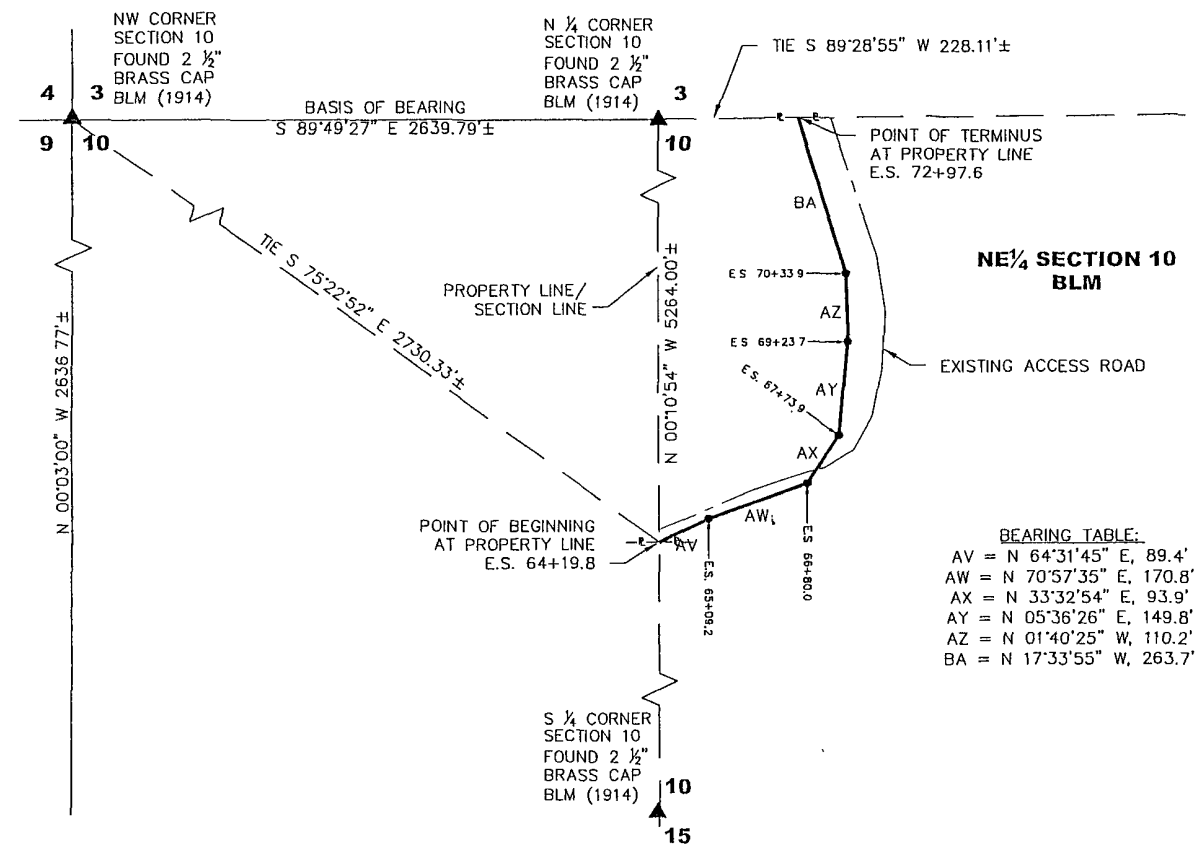 NW CORNER
SECTION 10
FOUND 2 ½"
BRASS CAP
BLM (1914)
4 3
9 10
BASIS OF BEARING
S 89°49'27" E 2639.79'±
N ¼ CORNER
SECTION 10
FOUND 2 ½"
BRASS CAP
BLM (1914)
3
10
TIE S 89°28'55" W 228.11'±
POINT OF TERMINUS
AT PROPERTY LINE
E.S. 72+97.6
BA
NE¼ SECTION 10
BLM
E S 70+33 9
AZ
E S 69+23 7
EXISTING ACCESS ROAD
E.S. 67+73.9
AY
AX
TIE S 75°22'52" E 2730.33'±
PROPERTY LINE/
SECTION LINE
N 00°10'54" W 5264.00'±
N 00°03'00" W 2636 77'±
POINT OF BEGINNING
AT PROPERTY LINE
E.S. 64+19.8
AV
AW
E.S. 65+09.2
E.S 66+80.0
BEARING TABLE:
AV = N 64°31'45" E, 89.4'
AW = N 70°57'35" E, 170.8'
AX = N 33°32'54" E, 93.9'
AY = N 05°36'26" E, 149.8'
AZ = N 01°40'25" W, 110.2'
BA = N 17°33'55" W, 263.7'
S ¼ CORNER
SECTION 10
FOUND 2 ½"
BRASS CAP
BLM (1914)
10
15